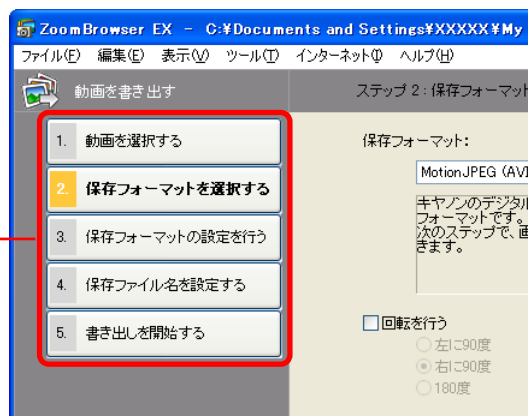 ZoomBrowser EX - C:¥Documents and Settings¥XXXXX¥My
ファイル(F) 編集(E) 表示(V) ツール(T) インターネット(I) ヘルプ(H)
動画を書き出す
ステップ 2 : 保存フォーマット
1. 動画を選択する
2. 保存フォーマットを選択する
3. 保存フォーマットの設定を行う
4. 保存ファイル名を設定する
5. 書き出しを開始する
保存フォーマット:
MotionJPEG (AVI
キヤノンのデジタル
フォーマットです。
次のステップで、画
きます。
回転を行う
左に90度
右に90度
180度